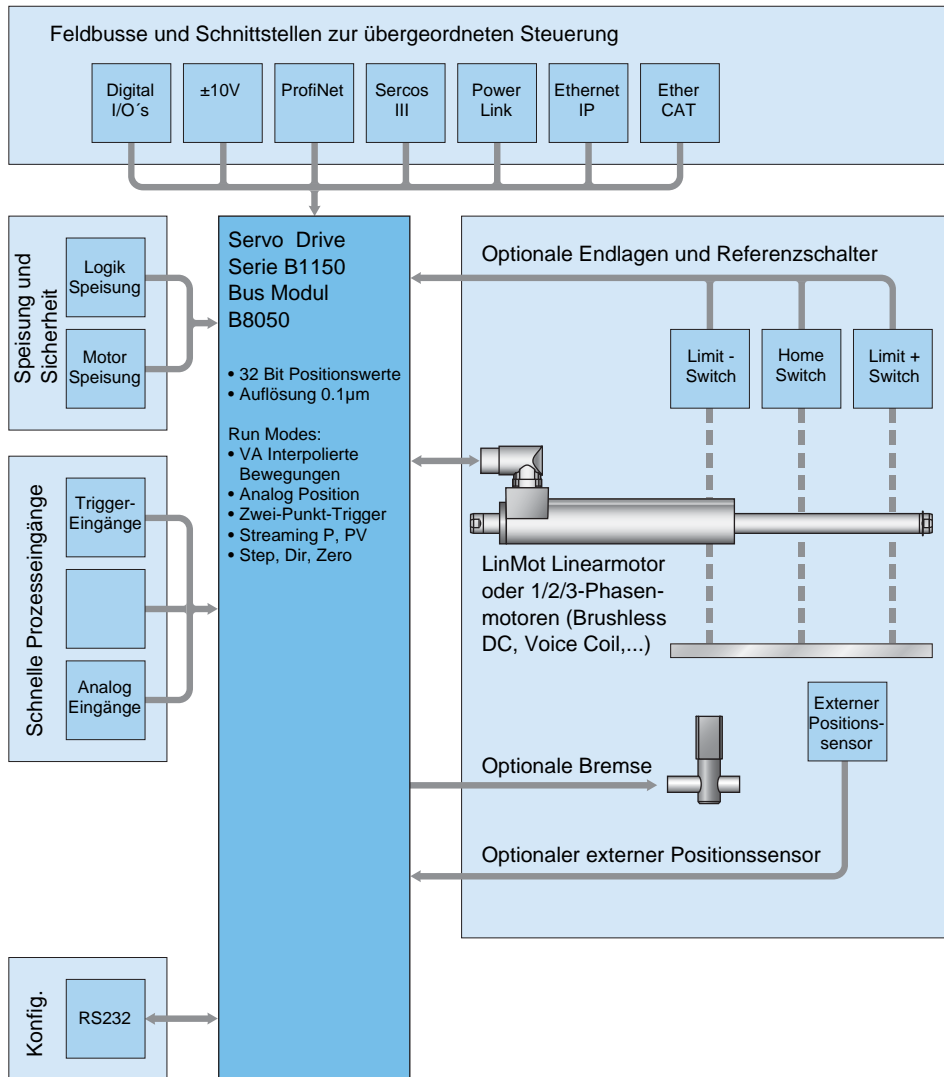 Feldbusse und Schnittstellen zur übergeordneten Steuerung
Digital
I/O´s
±10V
ProfiNet
Sercos
III
Power
Link
Ethernet
IP
Ether
CAT
Speisung und
Sicherheit
Logik
Speisung
Motor
Speisung
Servo Drive
Serie B1150
Bus Modul
B8050
• 32 Bit Positionswerte
• Auflösung 0.1µm
Run Modes:
• VA Interpolierte
Bewegungen
• Analog Position
• Zwei-Punkt-Trigger
• Streaming P, PV
• Step, Dir, Zero
Optionale Endlagen und Referenzschalter
Limit -
Switch
Home
Switch
Limit +
Switch
Schnelle Prozesseingänge
Trigger-
Eingänge
Analog
Eingänge
LinMot Linearmotor
oder 1/2/3-Phasen-
motoren (Brushless
DC, Voice Coil,...)
Externer
Positions-
sensor
Optionale Bremse
Optionaler externer Positionssensor
Konfig.
RS232